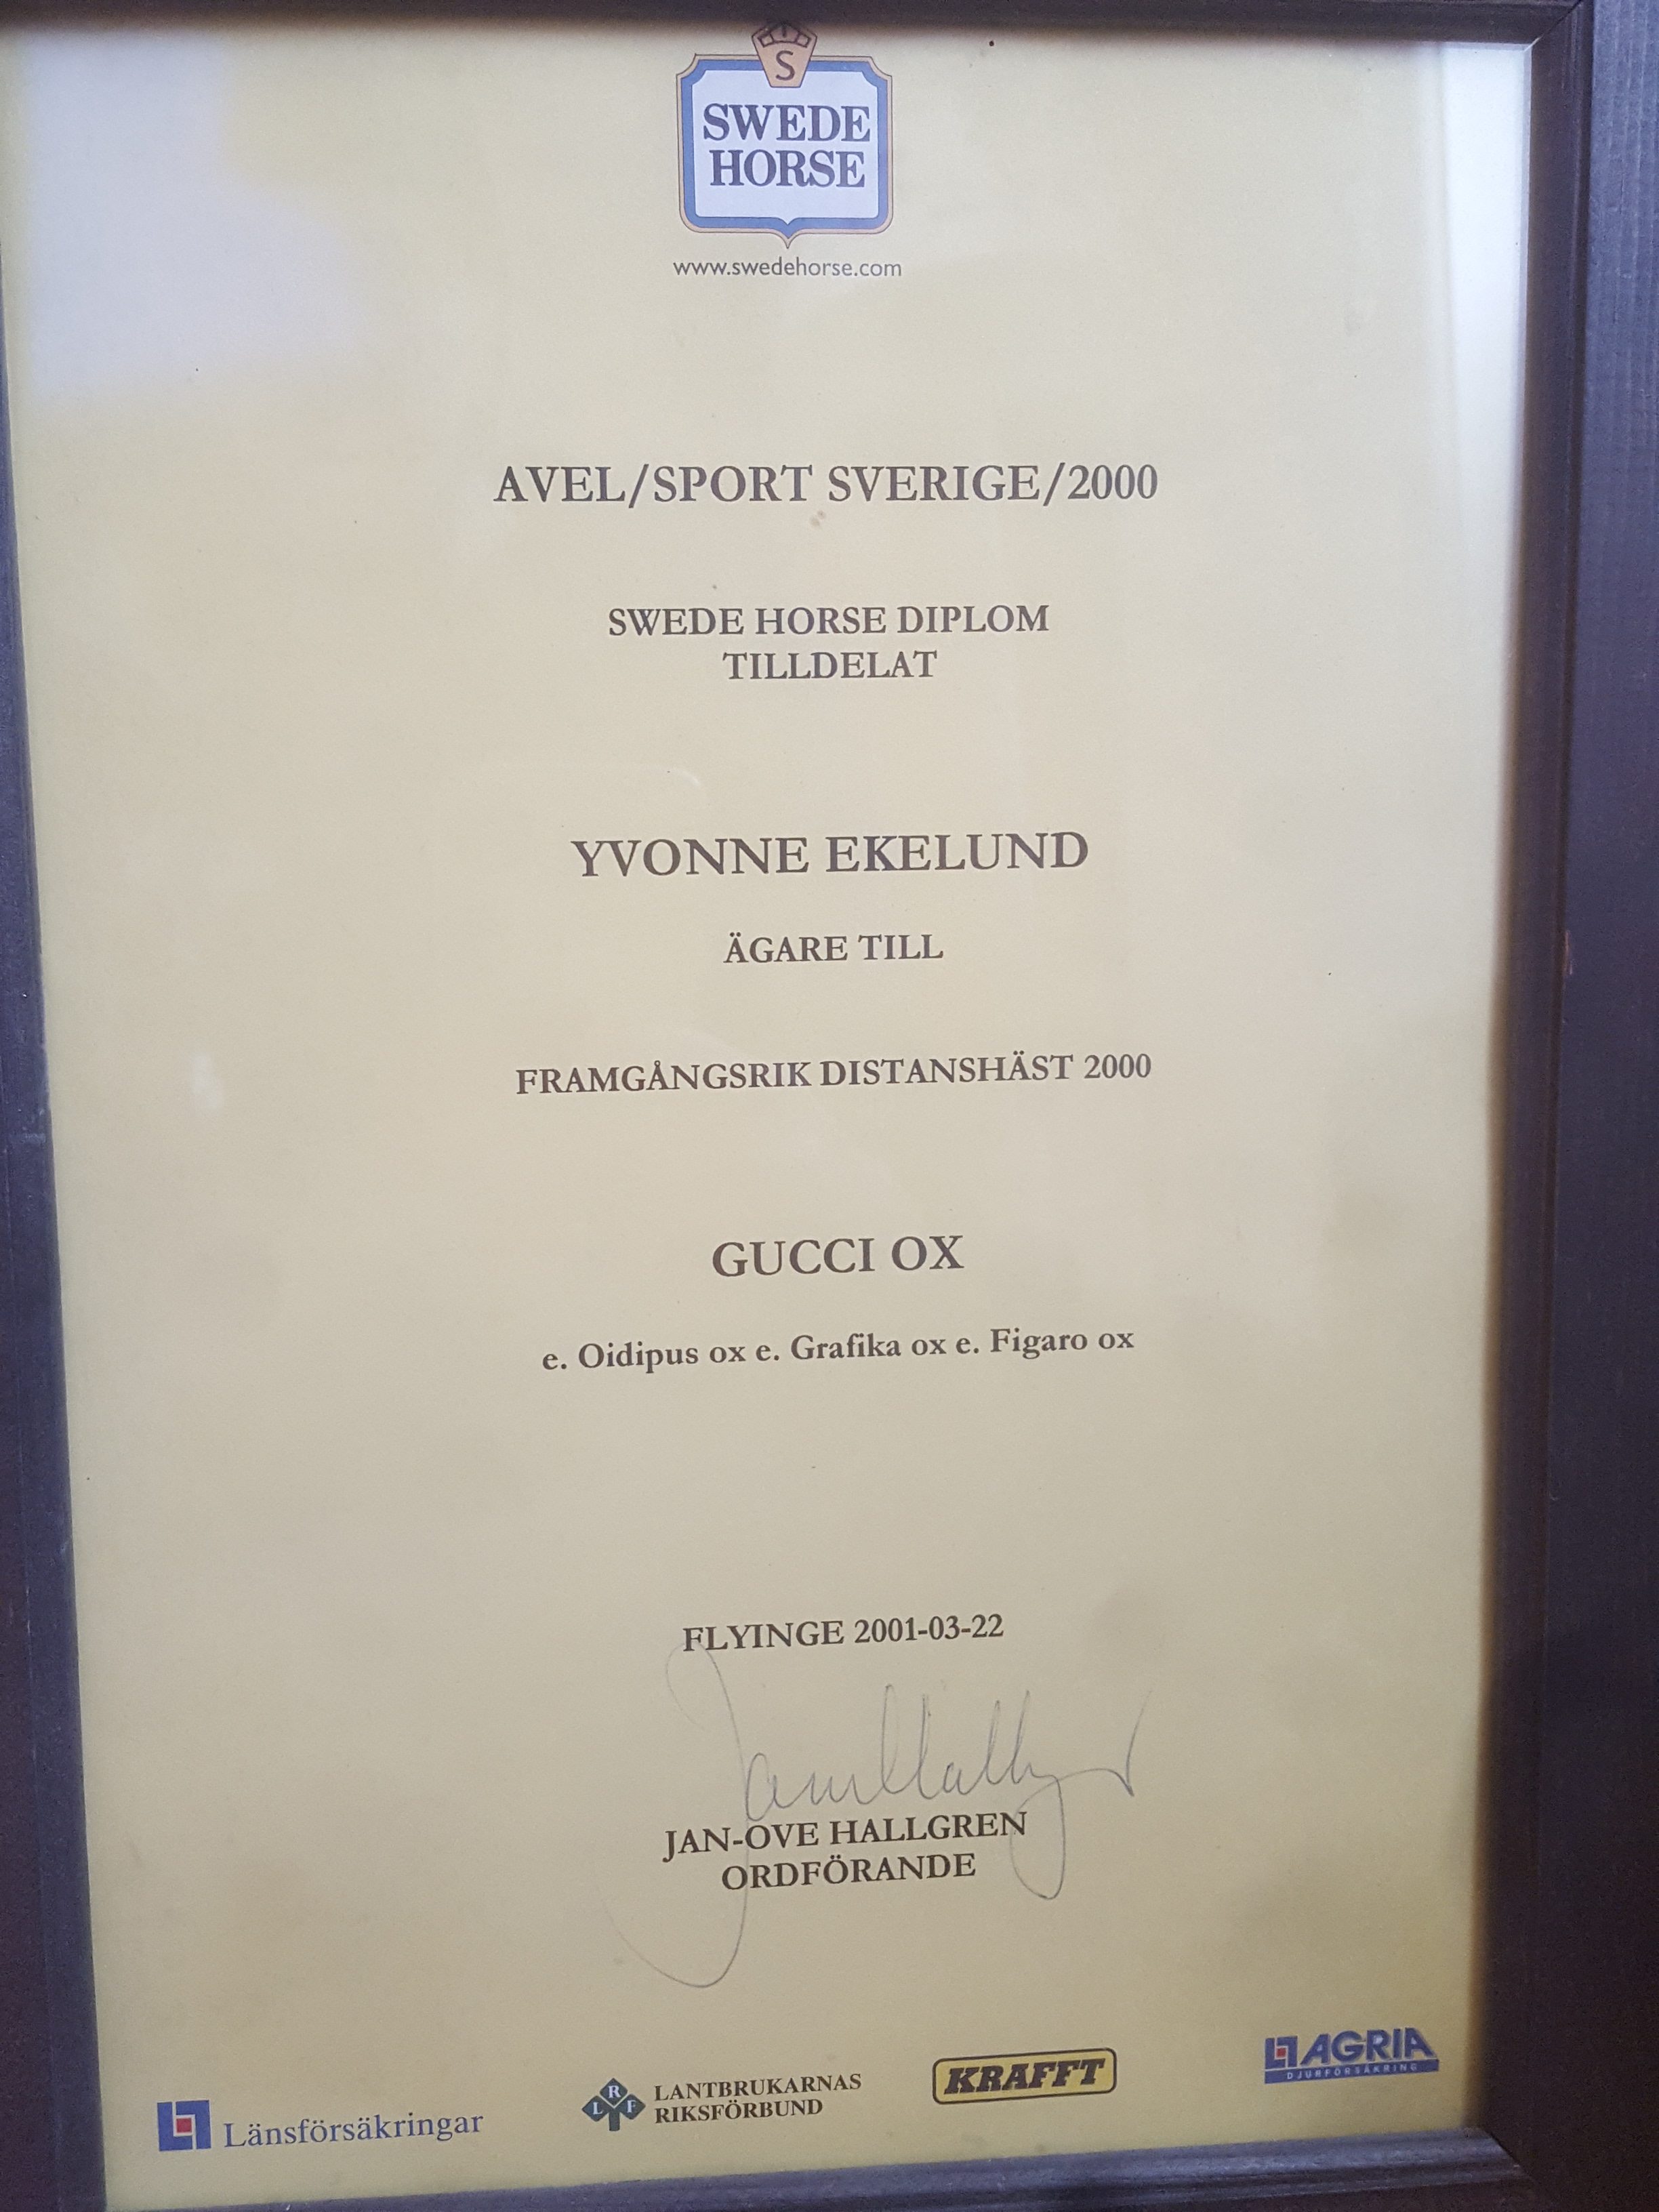 S
SWEDE
HORSE
www.swedehorse.com
AVEL/SPORT SVERIGE/2000
SWEDE HORSE DIPLOM
TILLDELAT
YVONNE EKELUND
ÄGARE TILL
FRAMGÅNGSRIK DISTANSHÄST 2000
GUCCI OX
e. Oidipus ox e. Grafika ox e. Figaro ox
FLYINGE 2001-03-22
JAN-OVE HALLGREN
ORDFÖRANDE
Länsförsäkringar
L R F
LANTBRUKARNAS
RIKSFÖRBUND
KRAFFT
AGRIA
DJURFÖRSÄKRING